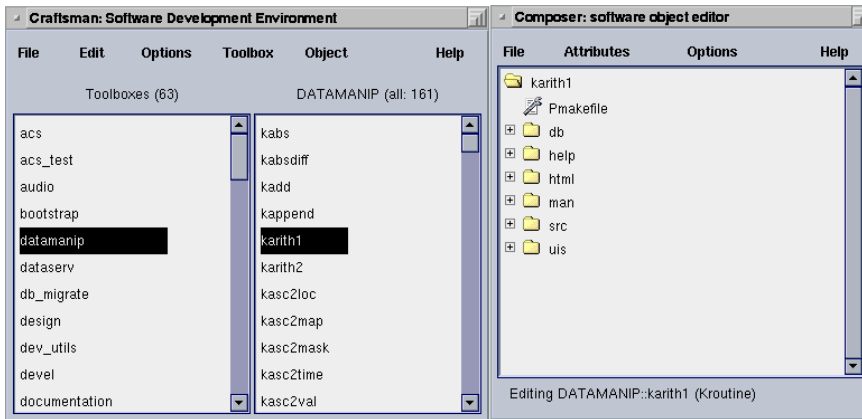 Craftsman: Software Development Environment
File Edit Options Toolbox Object Help
Toolboxes (63)
acs
acs_test
audio
bootstrap
datamanip
dataserv
db_migrate
design
dev_utils
devel
documentation
DATAMANIP (all: 161)
kabs
kabsdiff
kadd
kappend
karith1
karith2
kasc2loc
kasc2map
kasc2mask
kasc2time
kasc2val
Composer: software object editor
File Attributes Options Help
karith1
Pmakefile
db
help
html
man
src
uis
Editing DATAMANIP::karith1 (Kroutine)